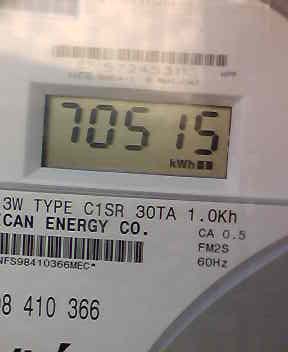 70515
kWh
3W TYPE C1SR 30TA 1.0Kh
CAN ENERGY CO.
CA 0.5
FM2S
NFS98410366MEC*
60Hz
98 410 366